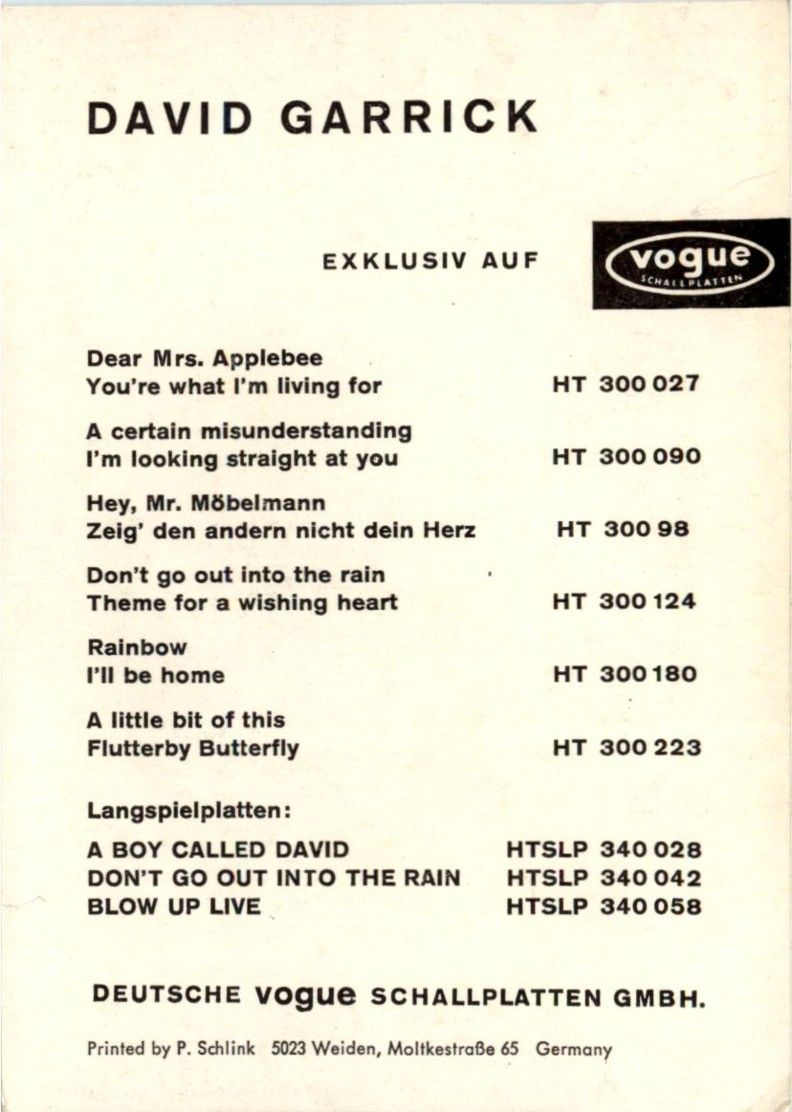 DAVID GARRICK
EXKLUSIV AUF
vogue
SCHALLPLATTEN
Dear Mrs. Applebee
You're what I'm living for HT 300 027
A certain misunderstanding
I'm looking straight at you HT 300 090
Hey, Mr. Möbelmann
Zeig' den andern nicht dein Herz HT 300 98
Don't go out into the rain
Theme for a wishing heart HT 300 124
Rainbow
I'll be home HT 300 180
A little bit of this
Flutterby Butterfly HT 300 223
Langspielplatten:
A BOY CALLED DAVID HTSLP 340 028
DON'T GO OUT INTO THE RAIN HTSLP 340 042
BLOW UP LIVE HTSLP 340 058
DEUTSCHE vogue SCHALLPLATTEN GMBH.
Printed by P. Schlink 5023 Weiden, Moltkestraße 65 Germany